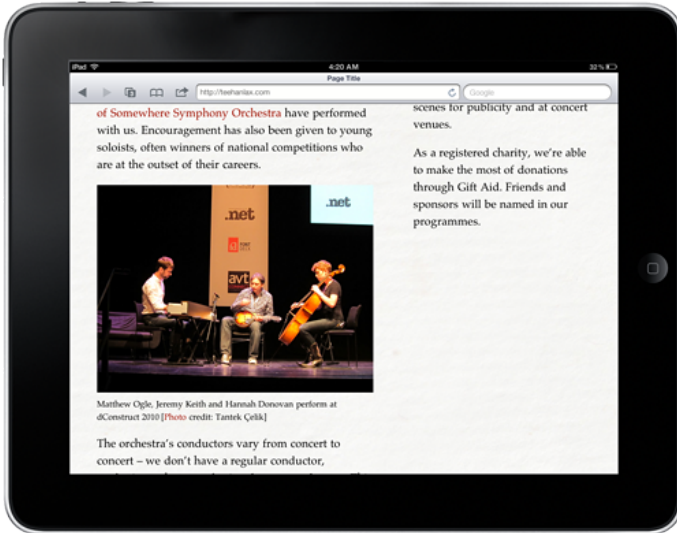 iPad
4:20 AM
32%
Page Title
http://teehanlax.com
Google
of Somewhere Symphony Orchestra have performed
with us. Encouragement has also been given to young
soloists, often winners of national competitions who
are at the outset of their careers.
.net
.net
avt
Matthew Ogle, Jeremy Keith and Hannah Donovan perform at
dConstruct 2010 [Photo credit: Tantek Çelik]
The orchestra’s conductors vary from concert to
concert – we don’t have a regular conductor,
scenes for publicity and at concert
venues.
As a registered charity, we’re able
to make the most of donations
through Gift Aid. Friends and
sponsors will be named in our
programmes.